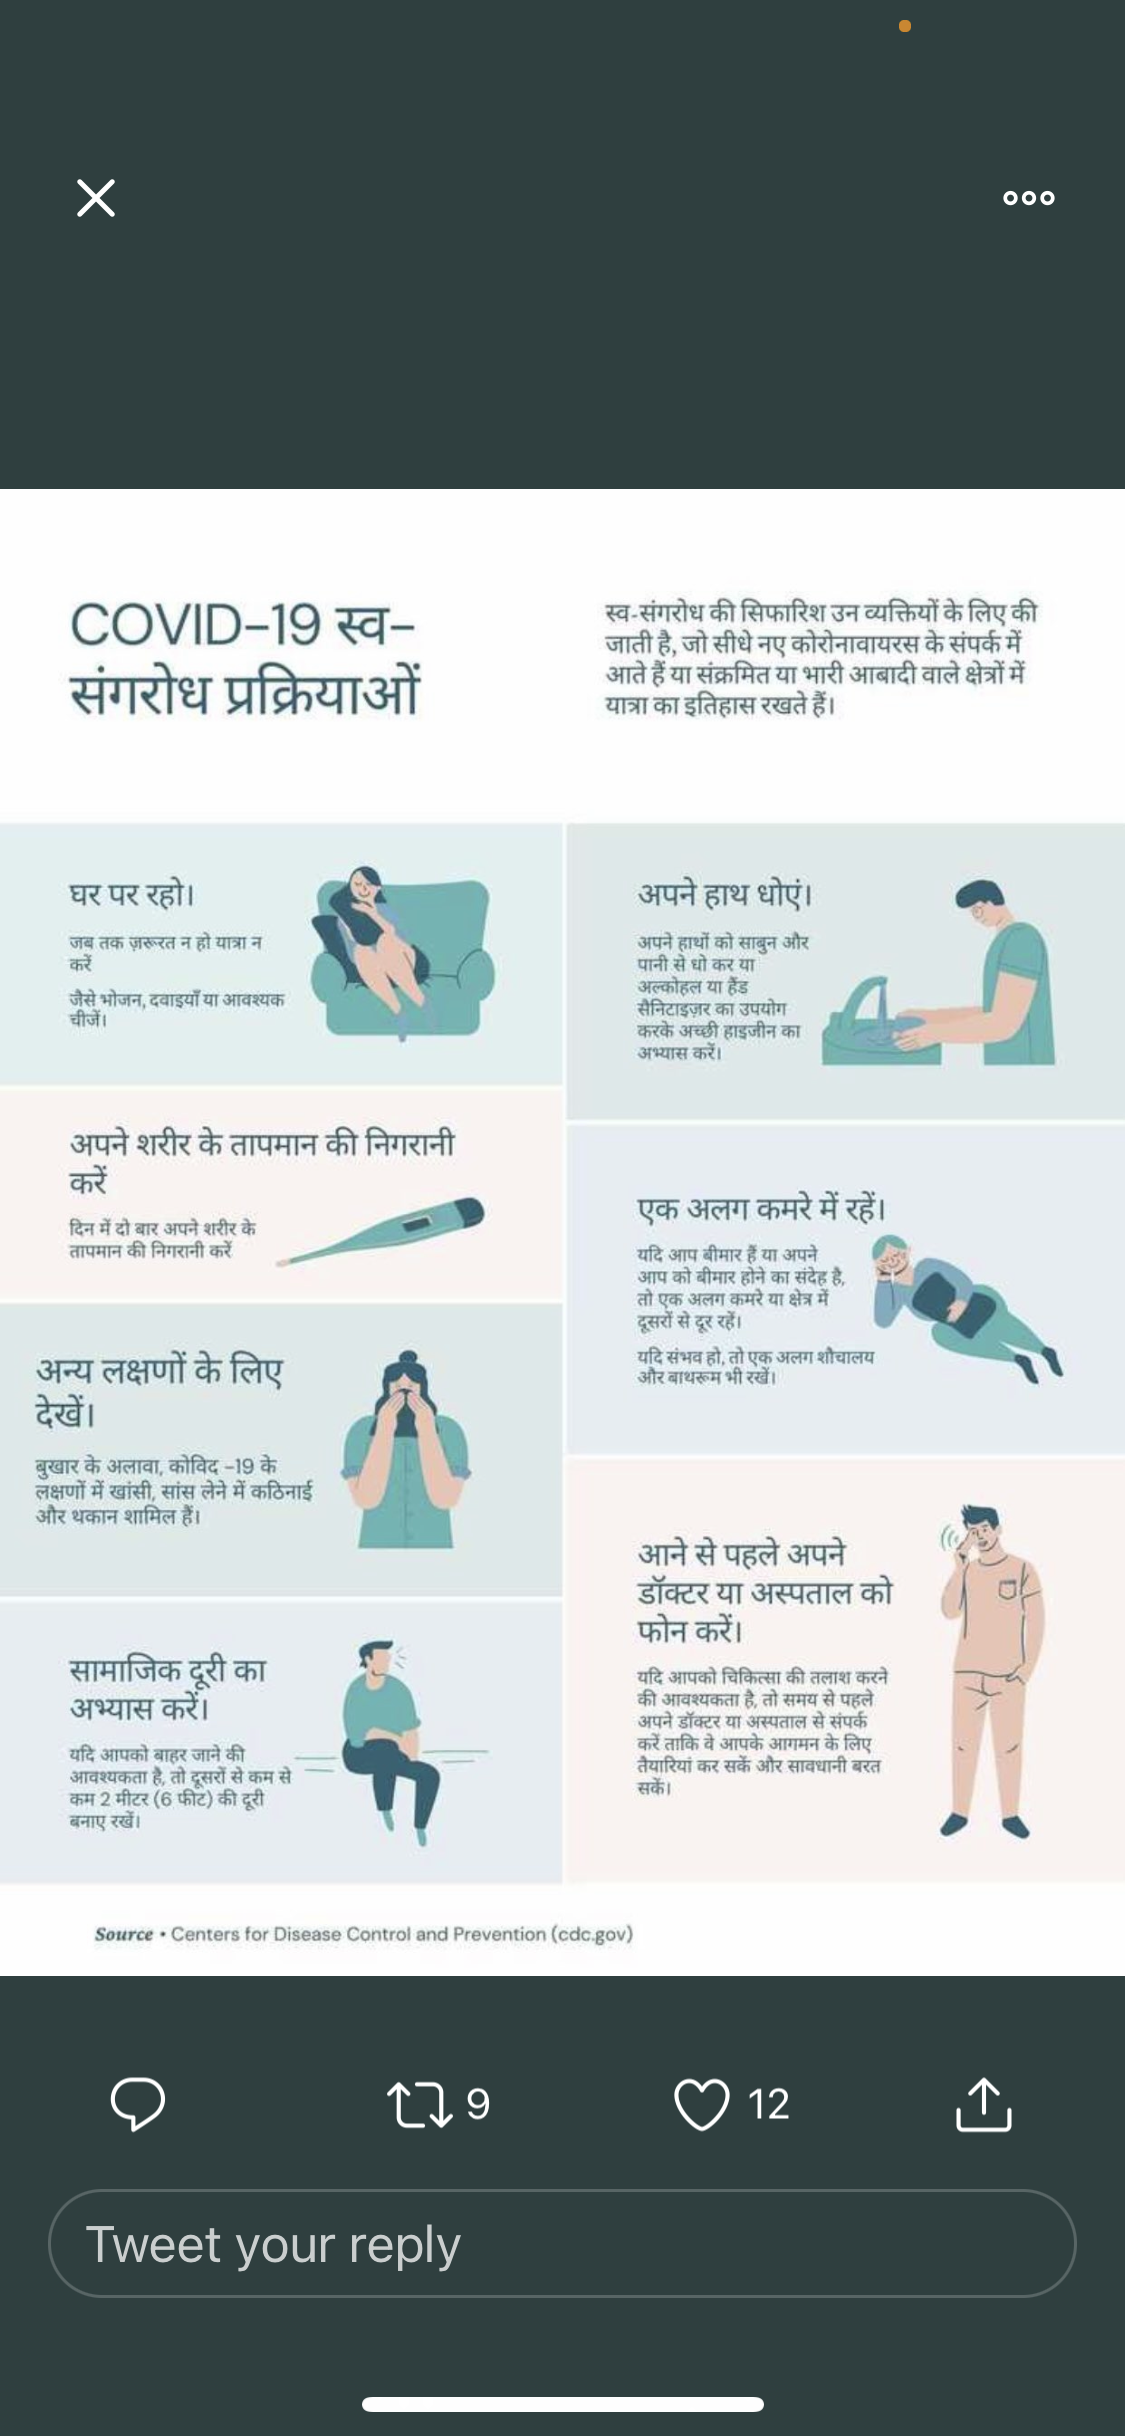 COVID-19 स्व-
संगरोध प्रक्रियाओं
स्व-संगरोध की सिफारिश उन व्यक्तियों के लिए की
जाती है, जो सीधे नए कोरोनावायरस के संपर्क में
आते हैं या संक्रमित या भारी आबादी वाले क्षेत्रों में
यात्रा का इतिहास रखते हैं।
घर पर रहो।
जब तक ज़रूरत न हो यात्रा न
करें
जैसे भोजन, दवाइयाँ या आवश्यक
चीजें।
अपने शरीर के तापमान की निगरानी
करें
दिन में दो बार अपने शरीर के
तापमान की निगरानी करें
अन्य लक्षणों के लिए
देखें।
बुखार के अलावा, कोविद -19 के
लक्षणों में खांसी, सांस लेने में कठिनाई
और थकान शामिल हैं।
सामाजिक दूरी का
अभ्यास करें।
यदि आपको बाहर जाने की
आवश्यकता है, तो दूसरों से कम से
कम 2 मीटर (6 फीट) की दूरी
बनाए रखें।
अपने हाथ धोएं।
अपने हाथों को साबुन और
पानी से धो कर या
अल्कोहल या हैंड
सैनिटाइज़र का उपयोग
करके अच्छी हाइजीन का
अभ्यास करें।
एक अलग कमरे में रहें।
यदि आप बीमार हैं या अपने
आप को बीमार होने का संदेह है,
तो एक अलग कमरे या क्षेत्र में
दूसरों से दूर रहें।
यदि संभव हो, तो एक अलग शौचालय
और बाथरूम भी रखें।
आने से पहले अपने
डॉक्टर या अस्पताल को
फोन करें।
यदि आपको चिकित्सा की तलाश करने
की आवश्यकता है, तो समय से पहले
अपने डॉक्टर या अस्पताल से संपर्क
करें ताकि वे आपके आगमन के लिए
तैयारियां कर सकें और सावधानी बरत
सकें।
Source • Centers for Disease Control and Prevention (cdc.gov)
9
12
Tweet your reply